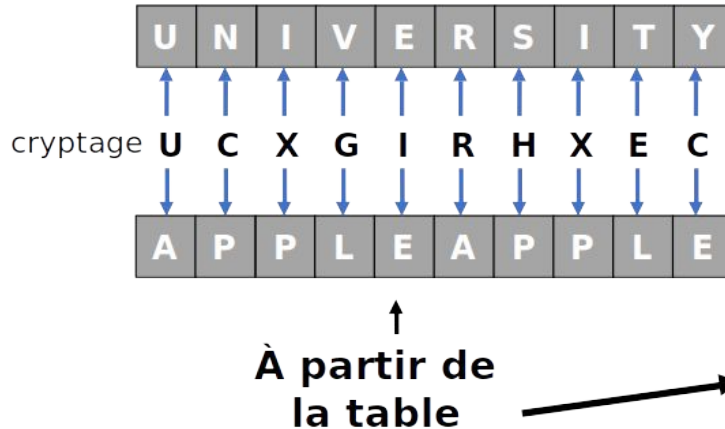 U N I V E R S I T Y
cryptage U C X G I R H X E C
A P P L E A P P L E
À partir de
la table